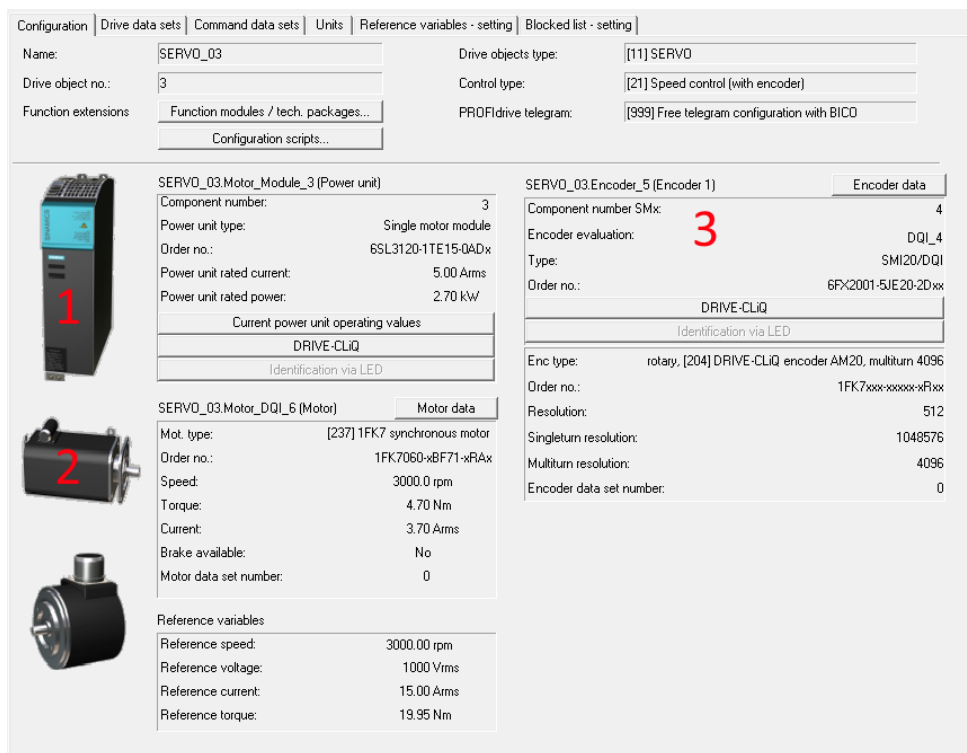 Configuration Drive data sets Command data sets Units Reference variables - setting Blocked list - setting
Name: SERVO_03 Drive objects type: [11] SERVO
Drive object no.: 3 Control type: [21] Speed control (with encoder)
Function extensions Function modules / tech. packages... PROFIdrive telegram: [999] Free telegram configuration with BICO
Configuration scripts...
SERVO_03.Motor_Module_3 (Power unit)
Component number: 3
Power unit type: Single motor module
Order no.: 6SL3120-1TE15-0ADx
Power unit rated current: 5.00 Arms
Power unit rated power: 2.70 kW
Current power unit operating values
DRIVE-CLiQ
Identification via LED
1
SERVO_03.Motor_DQI_6 (Motor) Motor data
Mot. type: [237] 1FK7 synchronous motor
Order no.: 1FK7060-xBF71-xRAx
Speed: 3000.0 rpm
Torque: 4.70 Nm
Current: 3.70 Arms
Brake available: No
Motor data set number: 0
2
Reference variables
Reference speed: 3000.00 rpm
Reference voltage: 1000 Vrms
Reference current: 15.00 Arms
Reference torque: 19.95 Nm
SERVO_03.Encoder_5 (Encoder 1) Encoder data
Component number SMx: 4
Encoder evaluation: DQI_4
Type: SMI20/DQI
Order no.: 6FX2001-5JE20-2Dxx
3
DRIVE-CLiQ
Identification via LED
Enc type: rotary, [204] DRIVE-CLiQ encoder AM20, multiturn 4096
Order no.: 1FK7xxx-xxxxx-xRxx
Resolution: 512
Singleturn resolution: 1048576
Multiturn resolution: 4096
Encoder data set number: 0